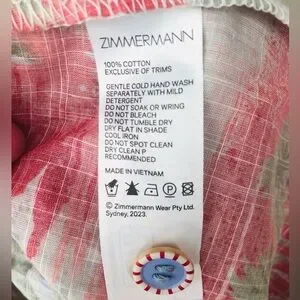 ZIMMERMANN
100% COTTON
EXCLUSIVE OF TRIMS
GENTLE COLD HAND WASH
SEPARATELY WITH MILD
DETERGENT
DO NOT SOAK OR WRING
DO NOT BLEACH
DO NOT TUMBLE DRY
DRY FLAT IN SHADE
COOL IRON
DO NOT SPOT CLEAN
DRY CLEAN P
RECOMMENDED
MADE IN VIETNAM
P
© Zimmermann Wear Pty Ltd.
Sydney, 2023.